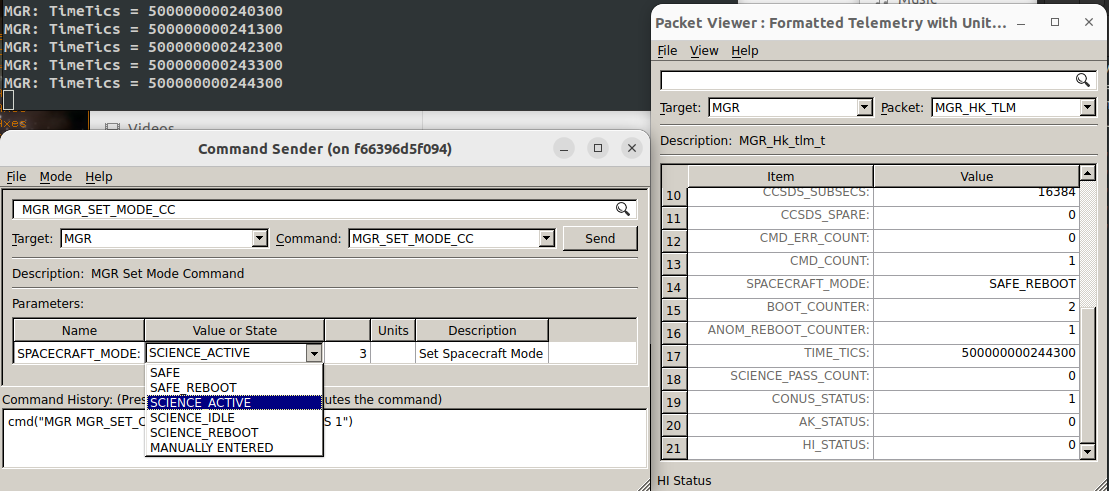 MGR: TimeTics = 500000000240300
MGR: TimeTics = 500000000241300
MGR: TimeTics = 500000000242300
MGR: TimeTics = 500000000243300
MGR: TimeTics = 500000000244300
Videos
Command Sender (on f66396d5f094)
File Mode Help
MGR MGR_SET_MODE_CC
Target: MGR Command: MGR_SET_MODE_CC Send
Description: MGR Set Mode Command
Parameters:
Name Value or State Units Description
SPACECRAFT_MODE: SCIENCE_ACTIVE 3 Set Spacecraft Mode
SAFE
SAFE_REBOOT
SCIENCE_ACTIVE
SCIENCE_IDLE
SCIENCE_REBOOT
MANUALLY ENTERED
Command History: (Pres utes the command)
cmd("MGR MGR_SET_C S 1")
Packet Viewer : Formatted Telemetry with Unit...
File View Help
Target: MGR Packet: MGR_HK_TLM
Description: MGR_Hk_tlm_t
Item Value
10 CCSDS_SUBSECS: 16384
11 CCSDS_SPARE: 0
12 CMD_ERR_COUNT: 0
13 CMD_COUNT: 1
14 SPACECRAFT_MODE: SAFE_REBOOT
15 BOOT_COUNTER: 2
16 ANOM_REBOOT_COUNTER: 1
17 TIME_TICS: 500000000244300
18 SCIENCE_PASS_COUNT: 0
19 CONUS_STATUS: 1
20 AK_STATUS: 0
21 HI_STATUS: 0
HI Status